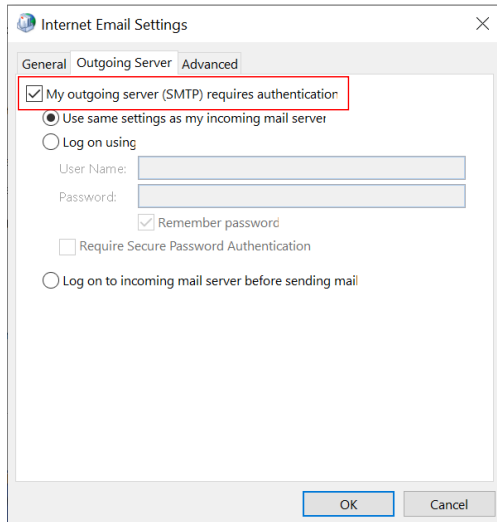 Internet Email Settings
General Outgoing Server Advanced
My outgoing server (SMTP) requires authentication
Use same settings as my incoming mail server
Log on using
User Name:
Password:
Remember password
Require Secure Password Authentication
Log on to incoming mail server before sending mail
OK Cancel